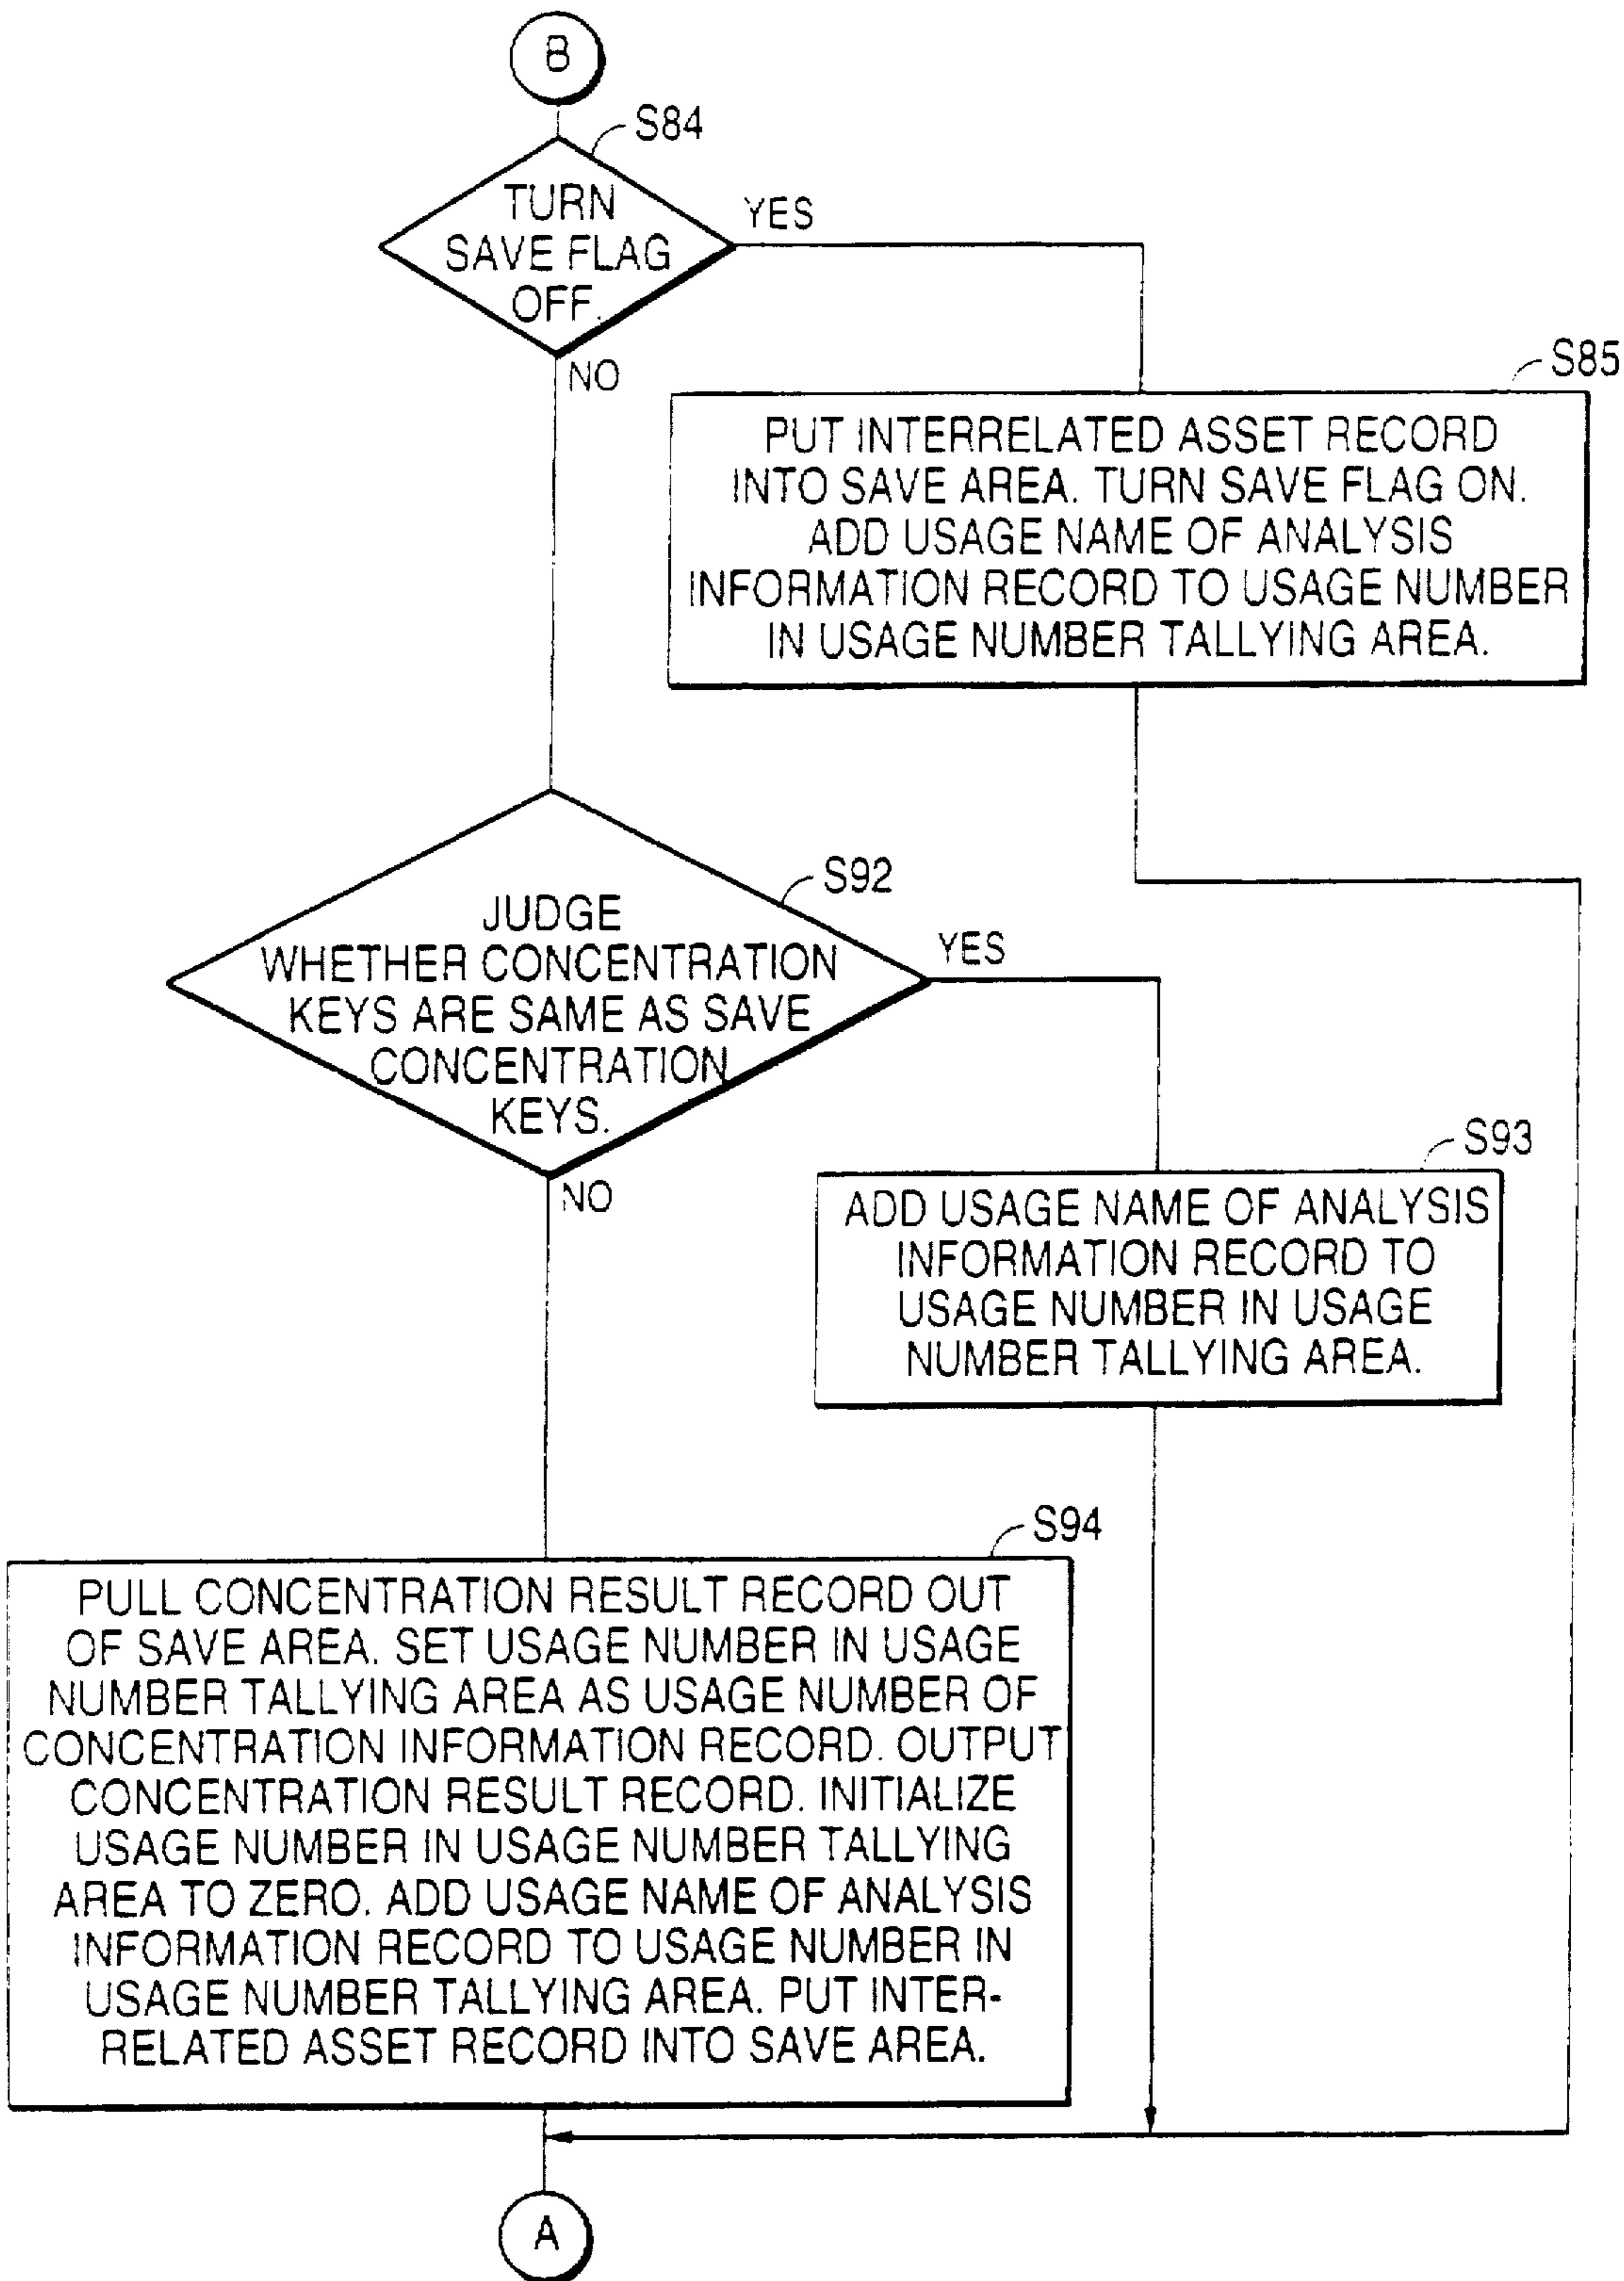 B
S84
TURN
SAVE FLAG
OFF.
YES
NO
S85
PUT INTERRELATED ASSET RECORD
INTO SAVE AREA. TURN SAVE FLAG ON.
ADD USAGE NAME OF ANALYSIS
INFORMATION RECORD TO USAGE NUMBER
IN USAGE NUMBER TALLYING AREA.
S92
JUDGE
WHETHER CONCENTRATION
KEYS ARE SAME AS SAVE
CONCENTRATION
KEYS.
YES
NO
S93
ADD USAGE NAME OF ANALYSIS
INFORMATION RECORD TO
USAGE NUMBER IN USAGE
NUMBER TALLYING AREA.
S94
PULL CONCENTRATION RESULT RECORD OUT
OF SAVE AREA. SET USAGE NUMBER IN USAGE
NUMBER TALLYING AREA AS USAGE NUMBER OF
CONCENTRATION INFORMATION RECORD. OUTPUT
CONCENTRATION RESULT RECORD. INITIALIZE
USAGE NUMBER IN USAGE NUMBER TALLYING
AREA TO ZERO. ADD USAGE NAME OF ANALYSIS
INFORMATION RECORD TO USAGE NUMBER IN
USAGE NUMBER TALLYING AREA. PUT INTER-
RELATED ASSET RECORD INTO SAVE AREA.
A